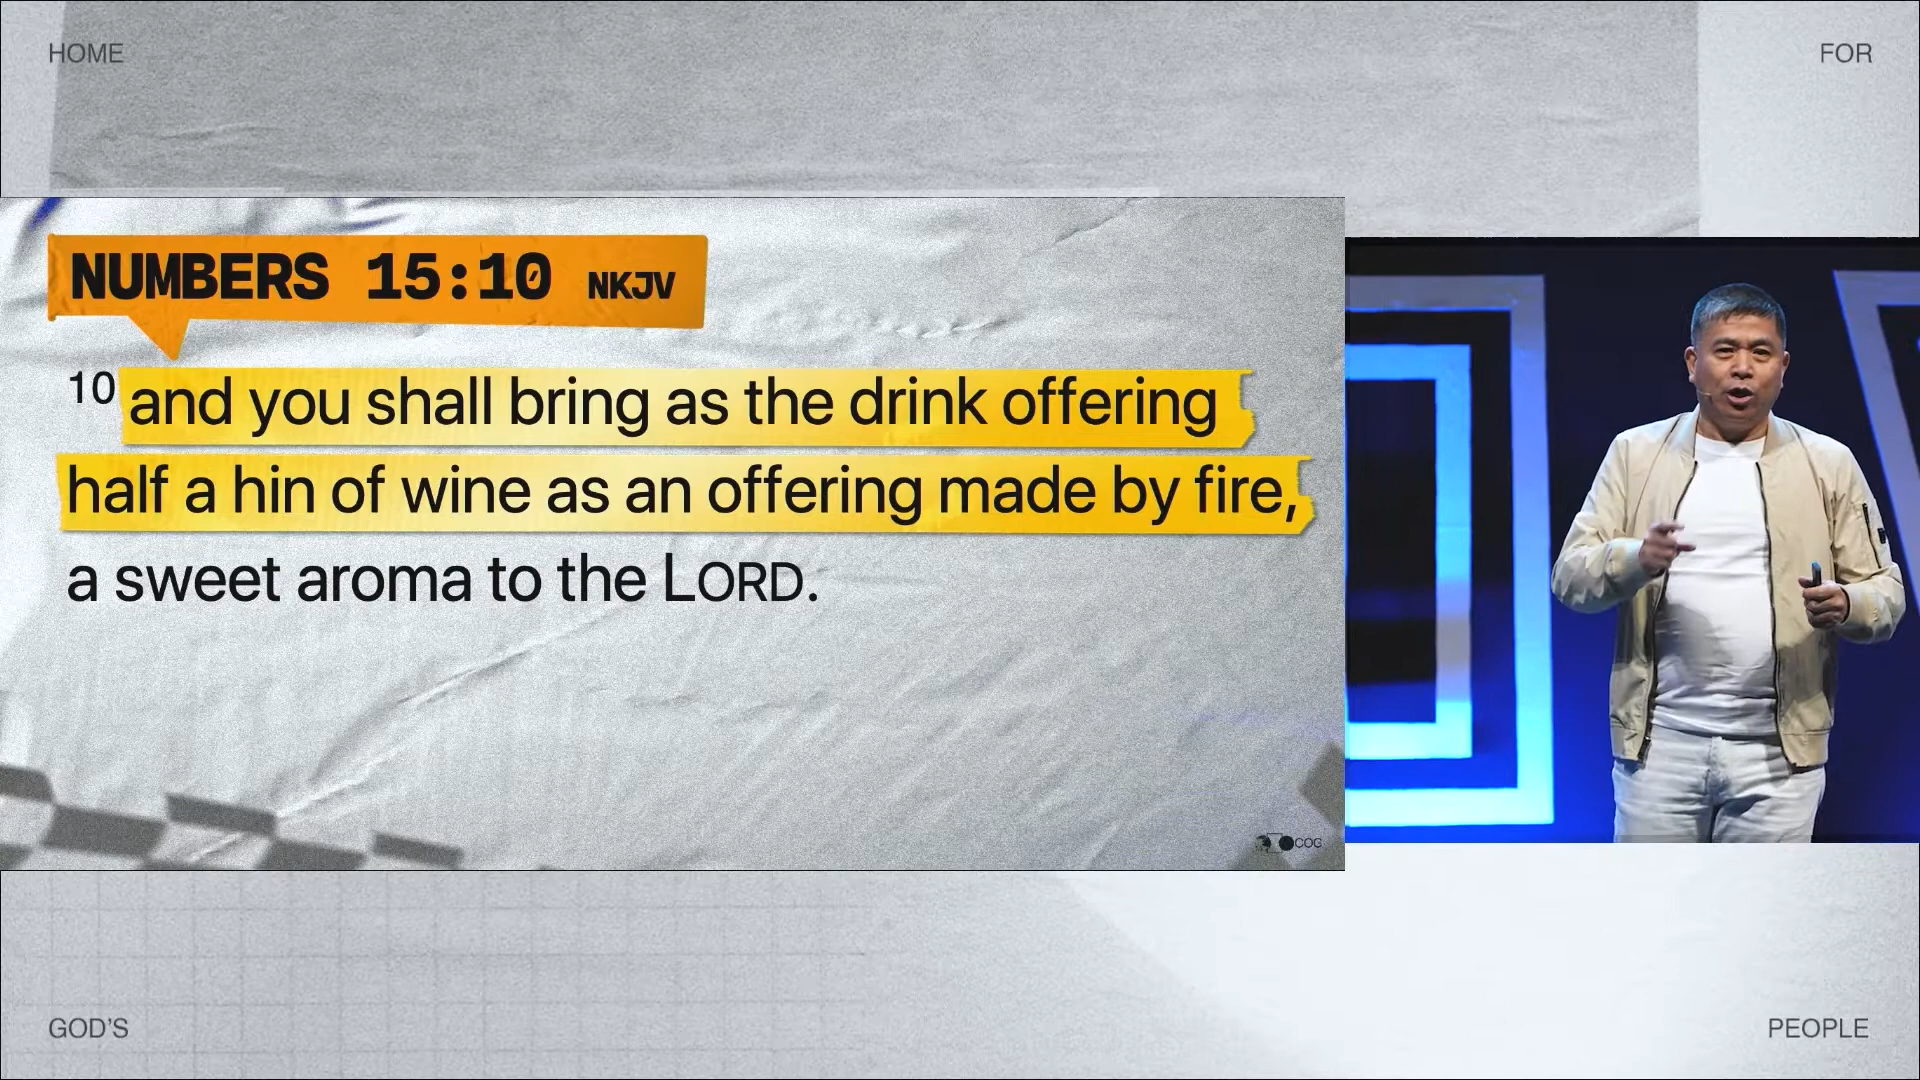 HOME
FOR
NUMBERS 15:10 NKJV
10 and you shall bring as the drink offering
half a hin of wine as an offering made by fire,
a sweet aroma to the LORD.
COC
GOD'S
PEOPLE